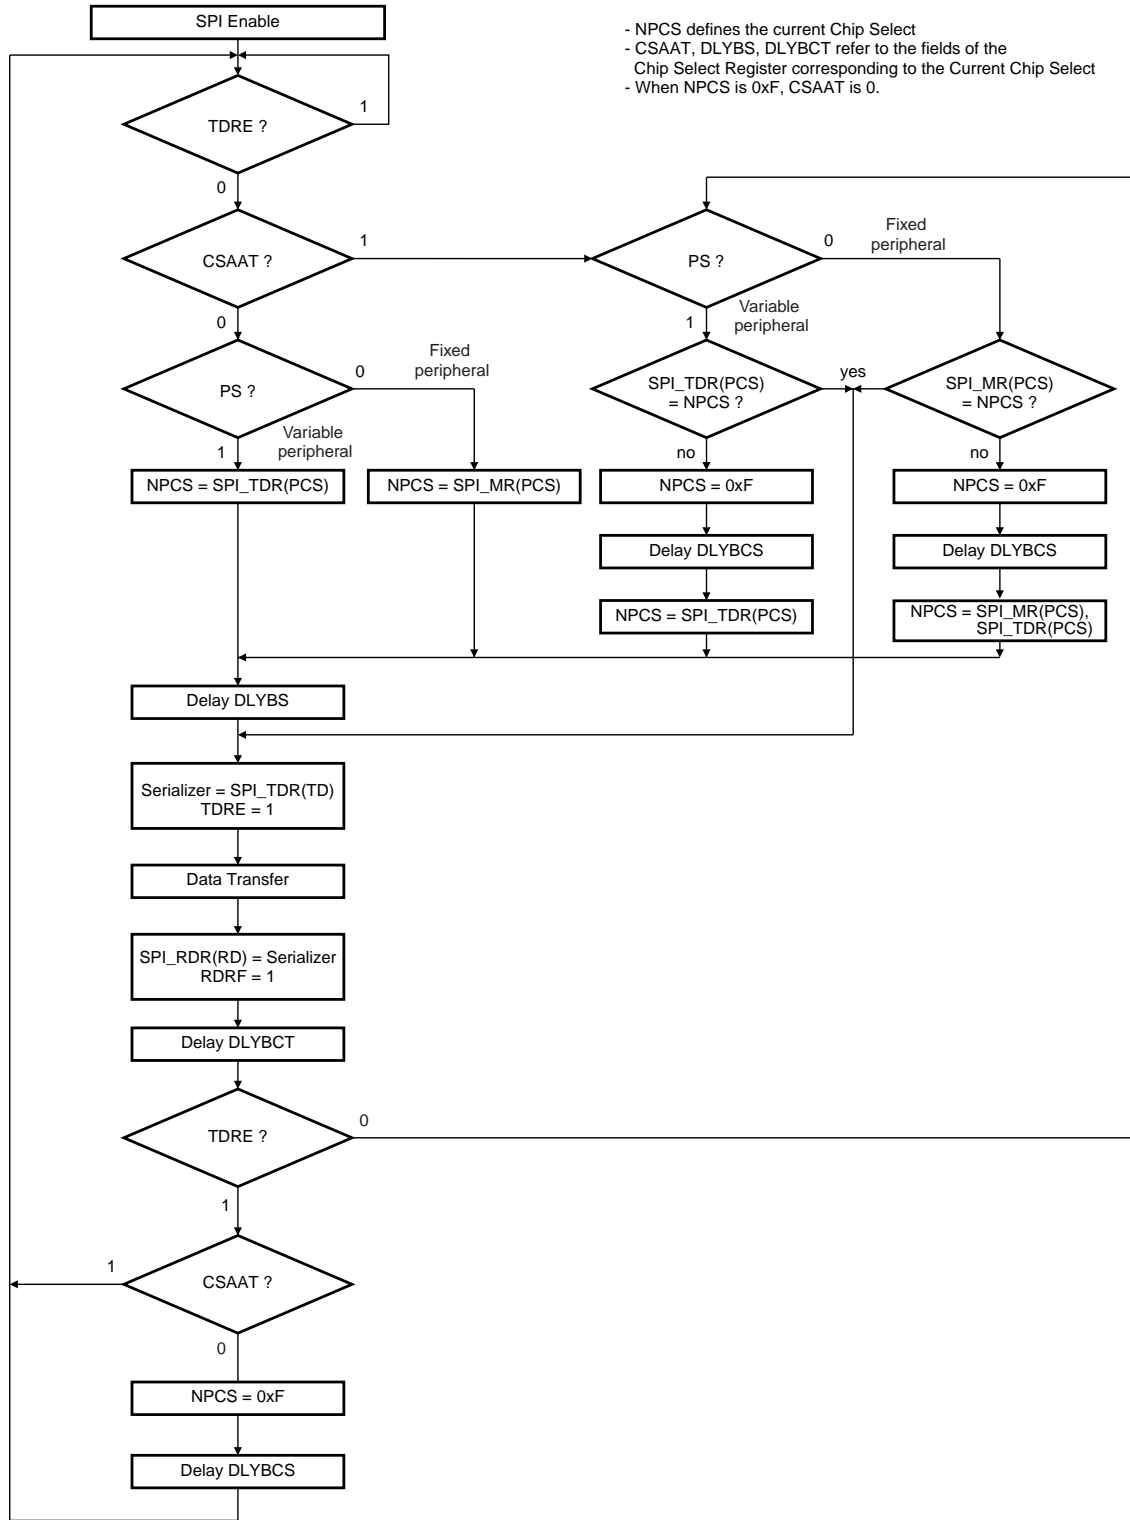 SPI Enable
- NPCS defines the current Chip Select
- CSAAT, DLYBS, DLYBCT refer to the fields of the
Chip Select Register corresponding to the Current Chip Select
- When NPCS is 0xF, CSAAT is 0.
TDRE ?
1
0
CSAAT ?
1
0
PS ?
0
Fixed
peripheral
1
Variable
peripheral
PS ?
0
Fixed
peripheral
1
Variable
peripheral
SPI_TDR(PCS)
= NPCS ?
yes
SPI_MR(PCS)
= NPCS ?
no
no
NPCS = SPI_TDR(PCS)
NPCS = SPI_MR(PCS)
NPCS = 0xF
NPCS = 0xF
Delay DLYBCS
Delay DLYBCS
NPCS = SPI_TDR(PCS)
NPCS = SPI_MR(PCS),
SPI_TDR(PCS)
Delay DLYBS
Serializer = SPI_TDR(TD)
TDRE = 1
Data Transfer
SPI_RDR(RD) = Serializer
RDRF = 1
Delay DLYBCT
TDRE ?
0
1
CSAAT ?
1
0
NPCS = 0xF
Delay DLYBCS